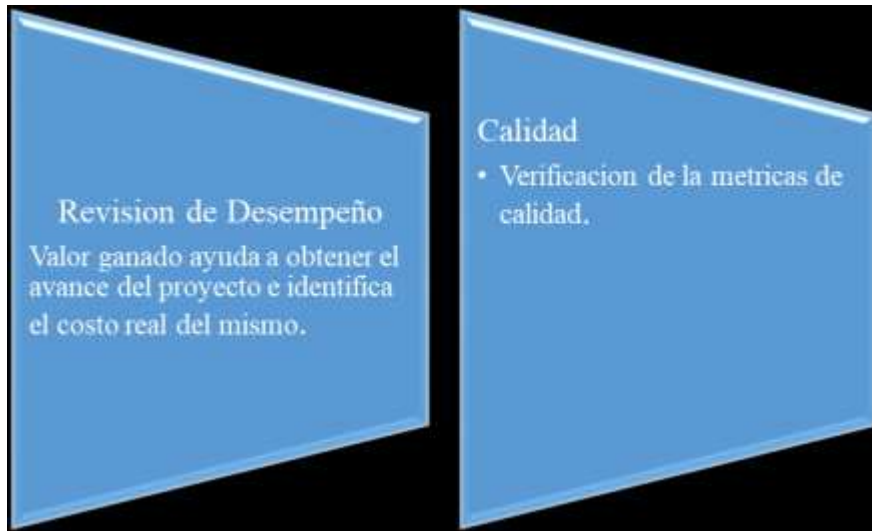 Revision de Desempeño
Valor ganado ayuda a obtener el
avance del proyecto e identifica
el costo real del mismo.
Calidad
• Verificacion de la metricas de
calidad.